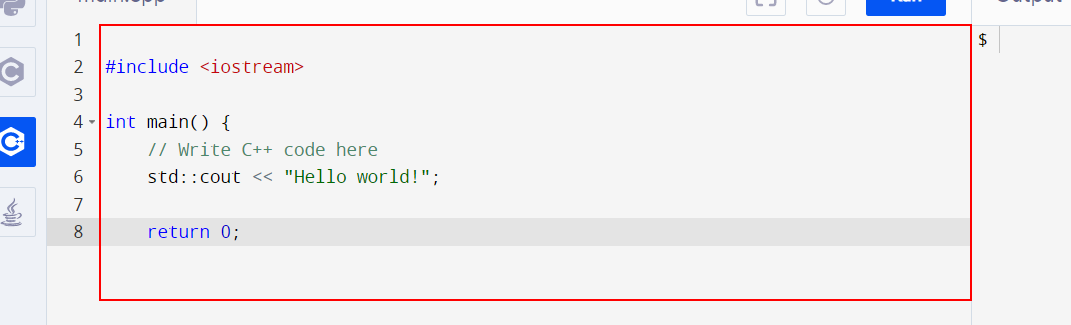 main.cpp
Run
Output
1
2 #include <iostream>
3
4 int main() {
5 // Write C++ code here
6 std::cout << "Hello world!";
7
8 return 0;
$